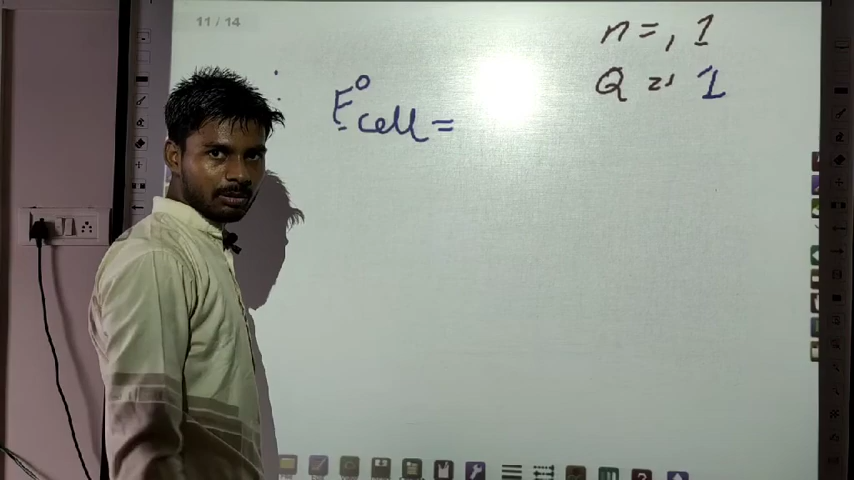 11 / 14
n = , 1
Q = 1
E° cell =